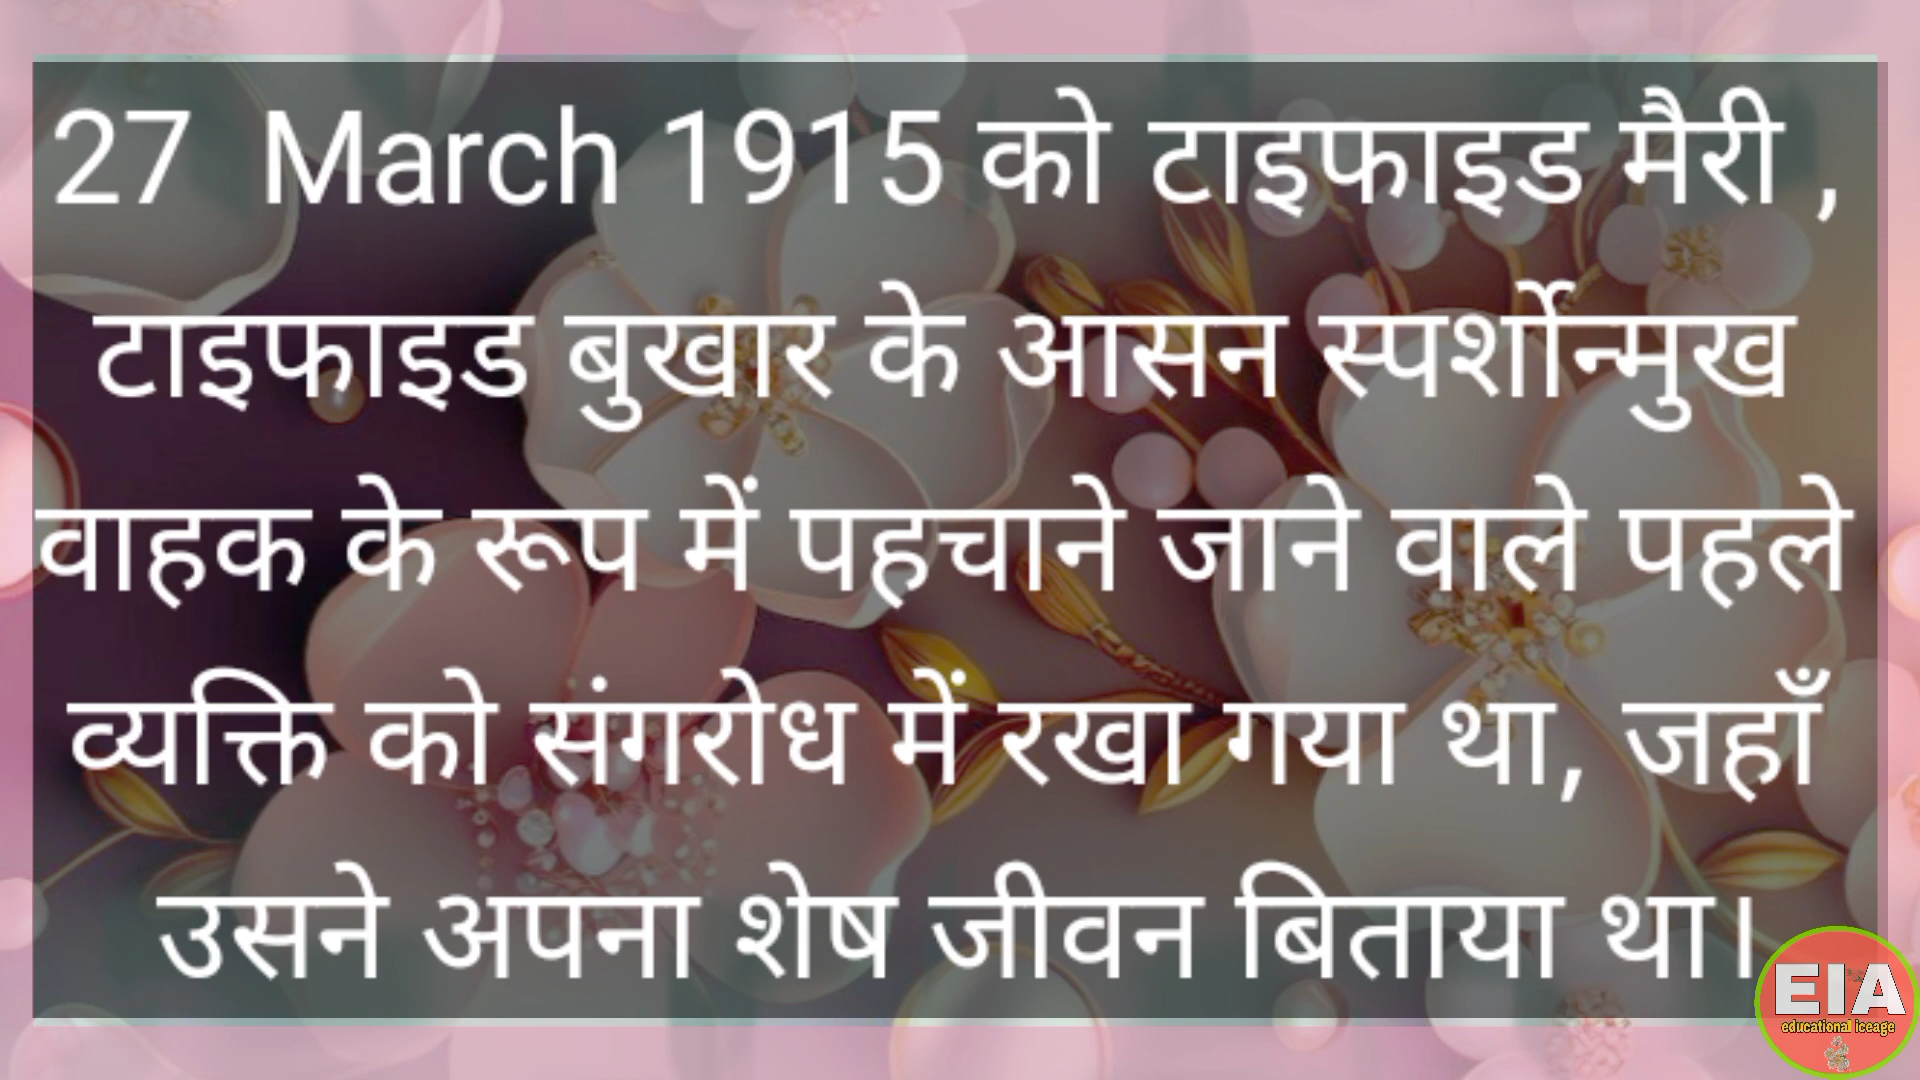 27 March 1915 को टाइफाइड मैरी ,
टाइफाइड बुखार के आसन स्पर्शोन्मुख
वाहक के रूप में पहचाने जाने वाले पहले
व्यक्ति को संगरोध में रखा गया था, जहाँ
उसने अपना शेष जीवन बिताया था।
EIA
educational iceage